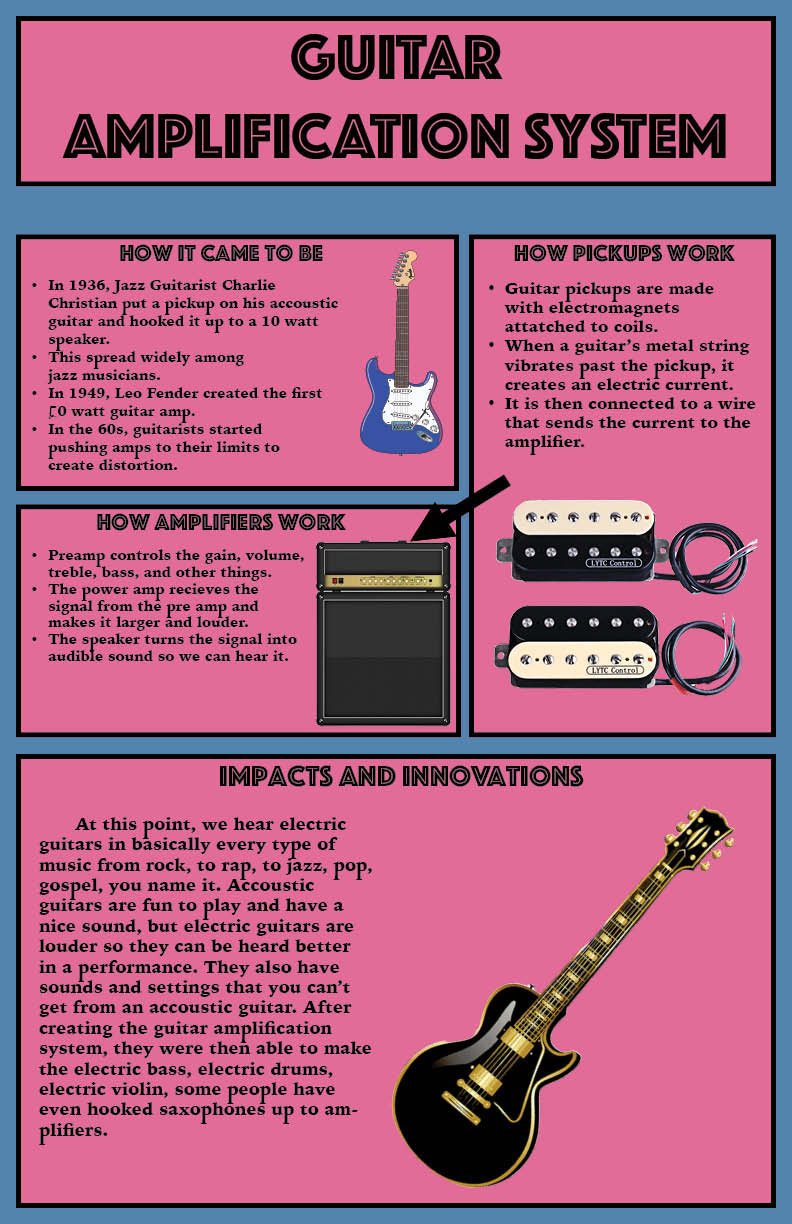 GUITAR
AMPLIFICATION SYSTEM
HOW IT CAME TO BE
• In 1936, Jazz Guitarist Charlie
Christian put a pickup on his accoustic
guitar and hooked it up to a 10 watt
speaker.
• This spread widely among
jazz musicians.
• In 1949, Leo Fender created the first
50 watt guitar amp.
• In the 60s, guitarists started
pushing amps to their limits to
create distortion.
HOW PICKUPS WORK
• Guitar pickups are made
with electromagnets
attatched to coils.
• When a guitar's metal string
vibrates past the pickup, it
creates an electric current.
• It is then connected to a wire
that sends the current to the
amplifier.
LYTC Control
LYTC Control
HOW AMPLIFIERS WORK
• Preamp controls the gain, volume,
treble, bass, and other things.
• The power amp recieves the
signal from the pre amp and
makes it larger and louder.
• The speaker turns the signal into
audible sound so we can hear it.
IMPACTS AND INNOVATIONS
At this point, we hear electric
guitars in basically every type of
music from rock, to rap, to jazz, pop,
gospel, you name it. Accoustic
guitars are fun to play and have a
nice sound, but electric guitars are
louder so they can be heard better
in a performance. They also have
sounds and settings that you can't
get from an accoustic guitar. After
creating the guitar amplification
system, they were then able to make
the electric bass, electric drums,
electric violin, some people have
even hooked saxophones up to am-
plifiers.